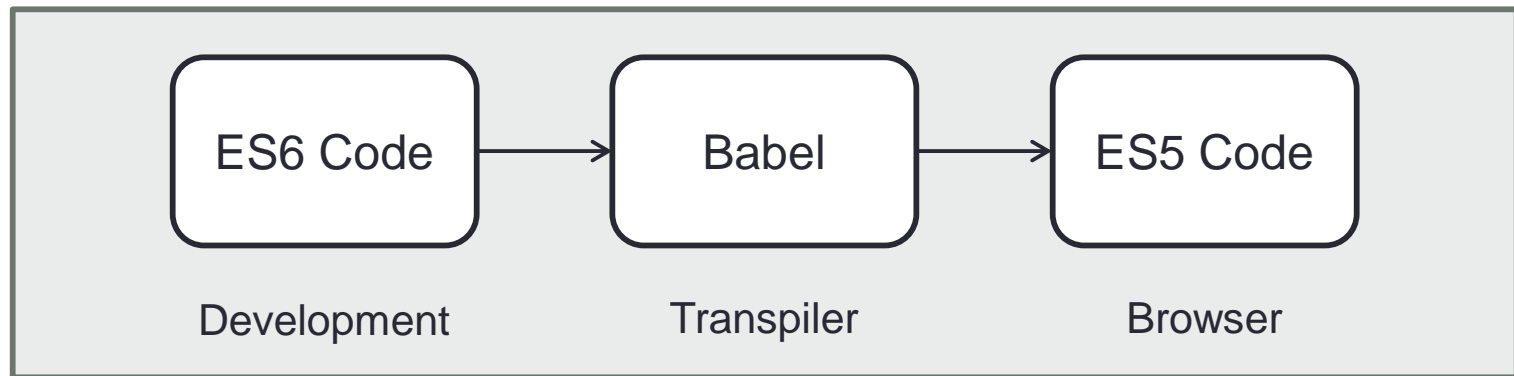 ES6 Code
Babel
ES5 Code
Development
Transpiler
Browser